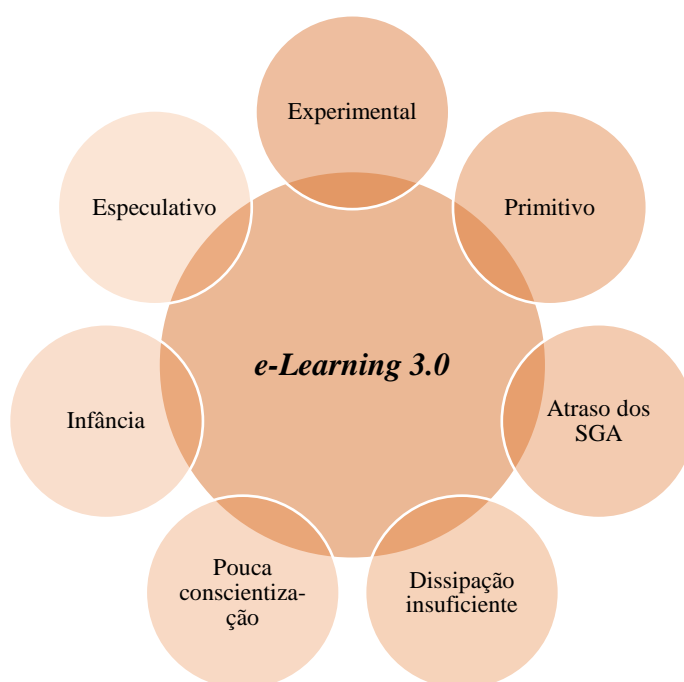 Experimental
Primitivo
Atraso dos
SGA
Dissipação
insuficiente
Pouca
conscientiza-
ção
Infância
Especulativo
e-Learning 3.0